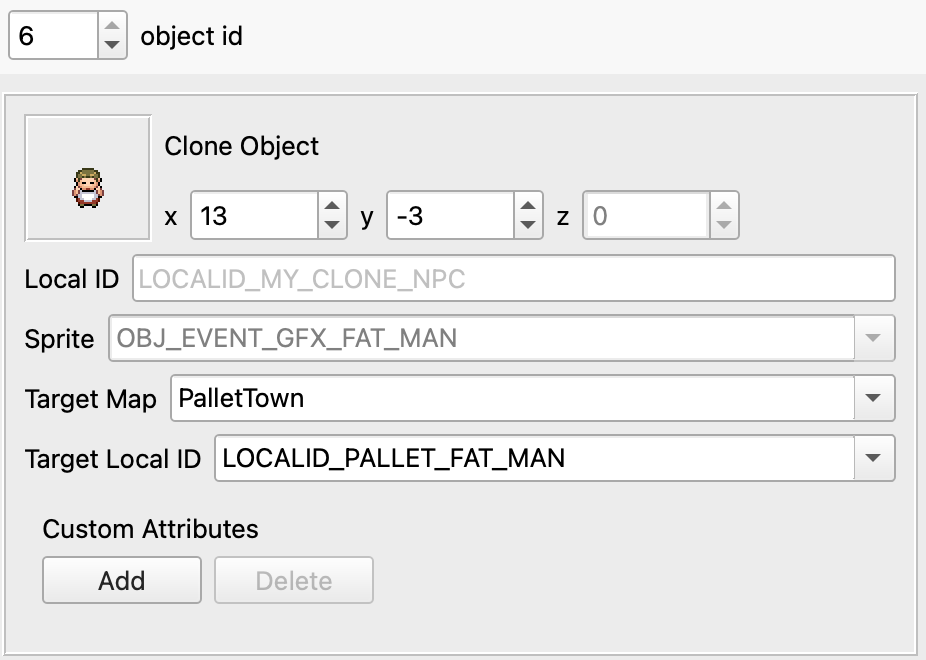 6 object id
Clone Object
x 13 y -3 z 0
Local ID LOCALID_MY_CLONE_NPC
Sprite OBJ_EVENT_GFX_FAT_MAN
Target Map PalletTown
Target Local ID LOCALID_PALLET_FAT_MAN
Custom Attributes
Add Delete